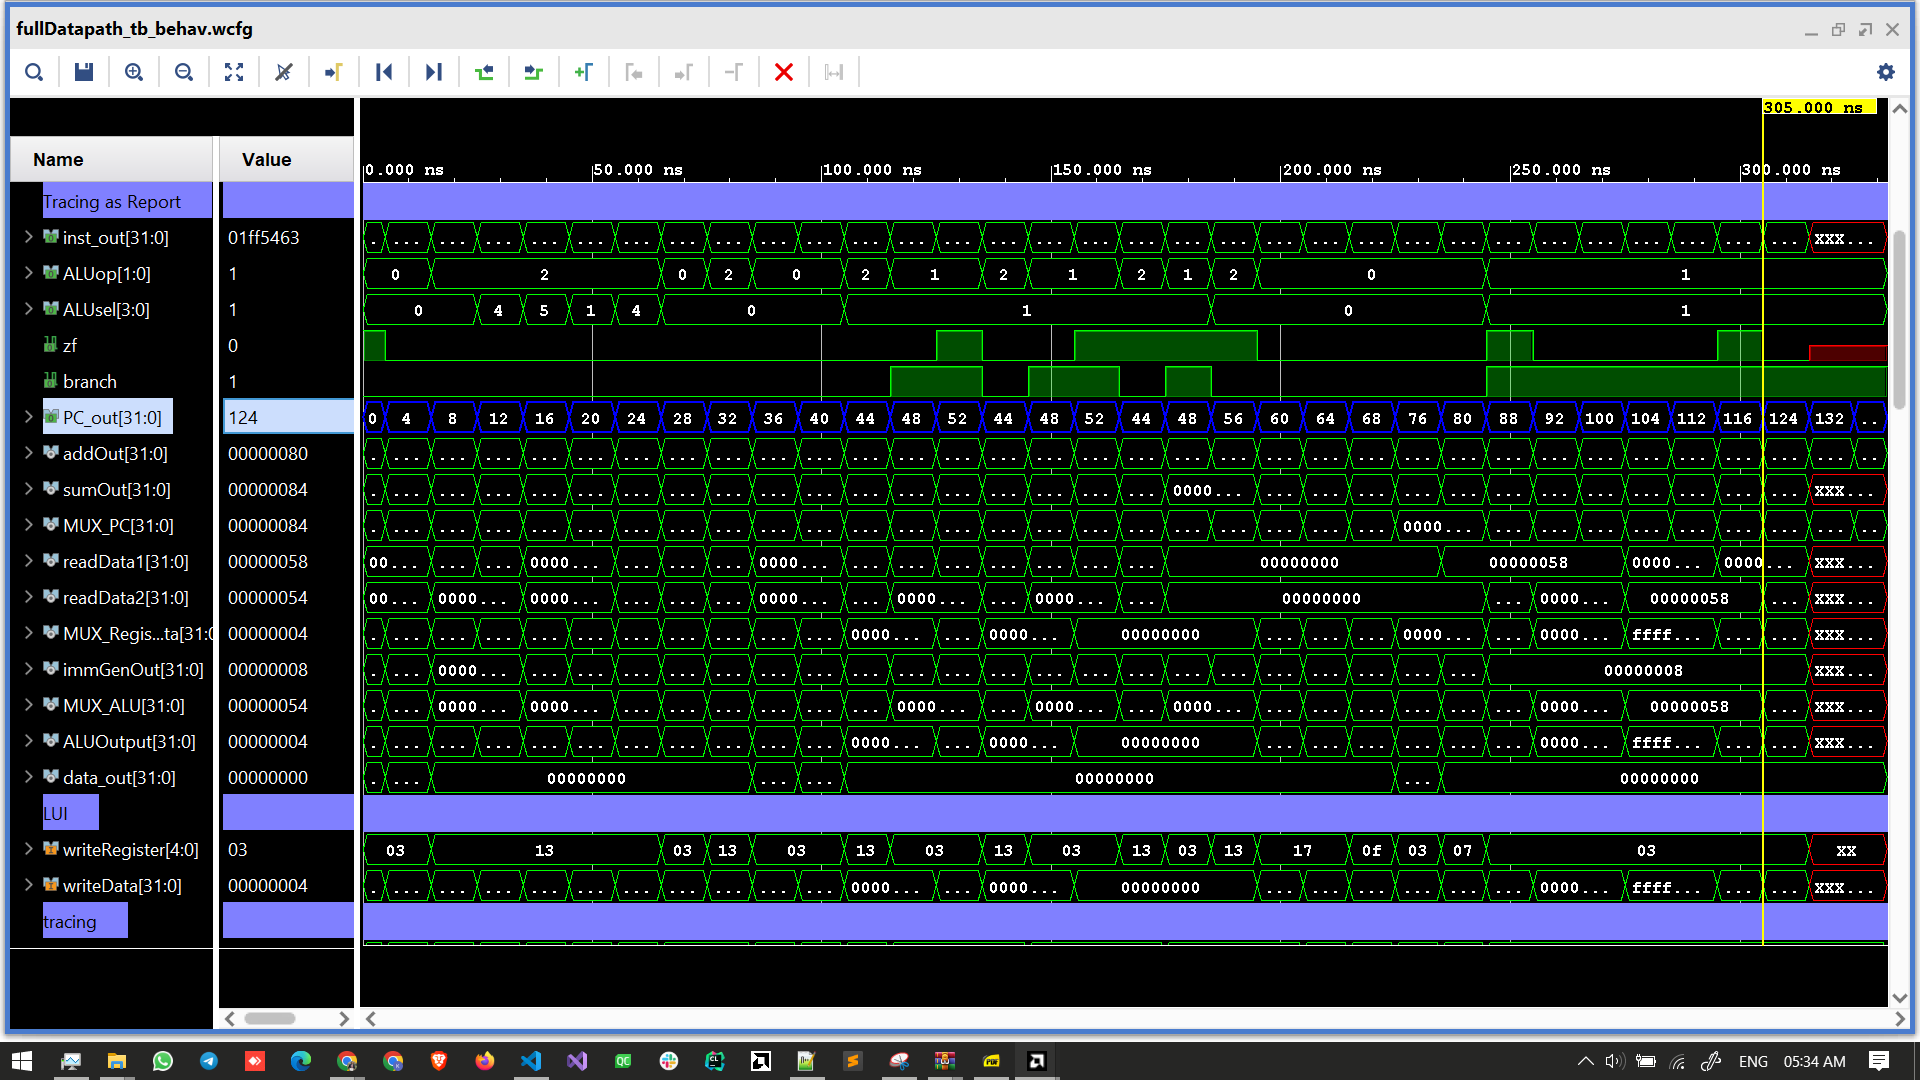 fullDatapath_tb_behav.wcfg
305.000 ns
Name Value
0.000 ns 50.000 ns 100.000 ns 150.000 ns 200.000 ns 250.000 ns 300.000 ns
Tracing as Report
inst_out[31:0] 01ff5463 . ... ... ... ... ... ... ... ... ... ... ... ... ... ... ... ... ... ... ... ... ... ... ... ... ... ... ... ... ... ... ... XXX...
ALUop[1:0] 1 0 2 0 2 0 2 1 2 1 2 1 2 0 1
ALUsel[3:0] 1 0 4 5 1 4 0 1 0 1
zf 0
branch 1
PC_out[31:0] 124 0 4 8 12 16 20 28 32 36 40 44 48 52 44 48 52 44 48 56 60 64 68 76 80 88 92 100 104 112 116 124 132 ..
addOut[31:0] 00000080 . ... ... ... ... ... ... ... ... ... ... ... ... ... ... ... ... ... ... ... ... ... ... ... ... ... ... ... ... ... ... ... ..
sumOut[31:0] 00000084 . ... ... ... ... ... ... ... ... ... ... ... ... ... ... ... ... 0000... ... ... ... ... ... ... ... ... ... ... ... ... ... XXX...
MUX_PC[31:0] 00000084 . ... ... ... ... ... ... ... ... ... ... ... ... ... ... ... ... ... ... ... ... ... 0000... ... ... ... ... ... ... ... ... ..
readData1[31:0] 00000058 00... ... ... 0000... ... ... ... 0000... ... ... ... ... ... ... ... 00000000 00000058 0000... 0000... XXX...
readData2[31:0] 00000054 00... 0000... 0000... ... ... ... 0000... ... 0000... ... 0000... ... 00000000 ... 0000... 00000058 ... XXX...
MUX_Regis...ta[31:0 00000004 . ... ... ... ... ... ... ... ... ... 0000... ... 0000... 00000000 ... ... ... 0000... ... 0000... ffff... ... ... XXX...
immGenOut[31:0] 00000008 . ... 0000... ... ... ... ... ... ... ... ... ... ... ... ... ... ... ... ... ... ... ... ... ... 00000008 XXX...
MUX_ALU[31:0] 00000054 . ... 0000... 0000... ... ... ... ... ... ... 0000... ... 0000... ... 0000... ... ... ... ... ... ... 0000... 00000058 ... XXX...
ALUOutput[31:0] 00000004 . ... ... ... ... ... ... ... ... ... 0000... ... 0000... 00000000 ... ... ... ... ... ... 0000... ffff... ... ... XXX...
data_out[31:0] 00000000 . ... 00000000 ... ... 00000000 ... 00000000
LUI
writeRegister[4:0] 03 03 13 03 13 03 13 03 13 03 13 03 13 17 0f 03 07 03 XX
writeData[31:0] 00000004 . ... ... ... ... ... ... ... ... ... 0000... ... 0000... 00000000 ... ... ... ... ... ... 0000... ffff... ... ... XXX...
tracing
ENG 05:34 AM